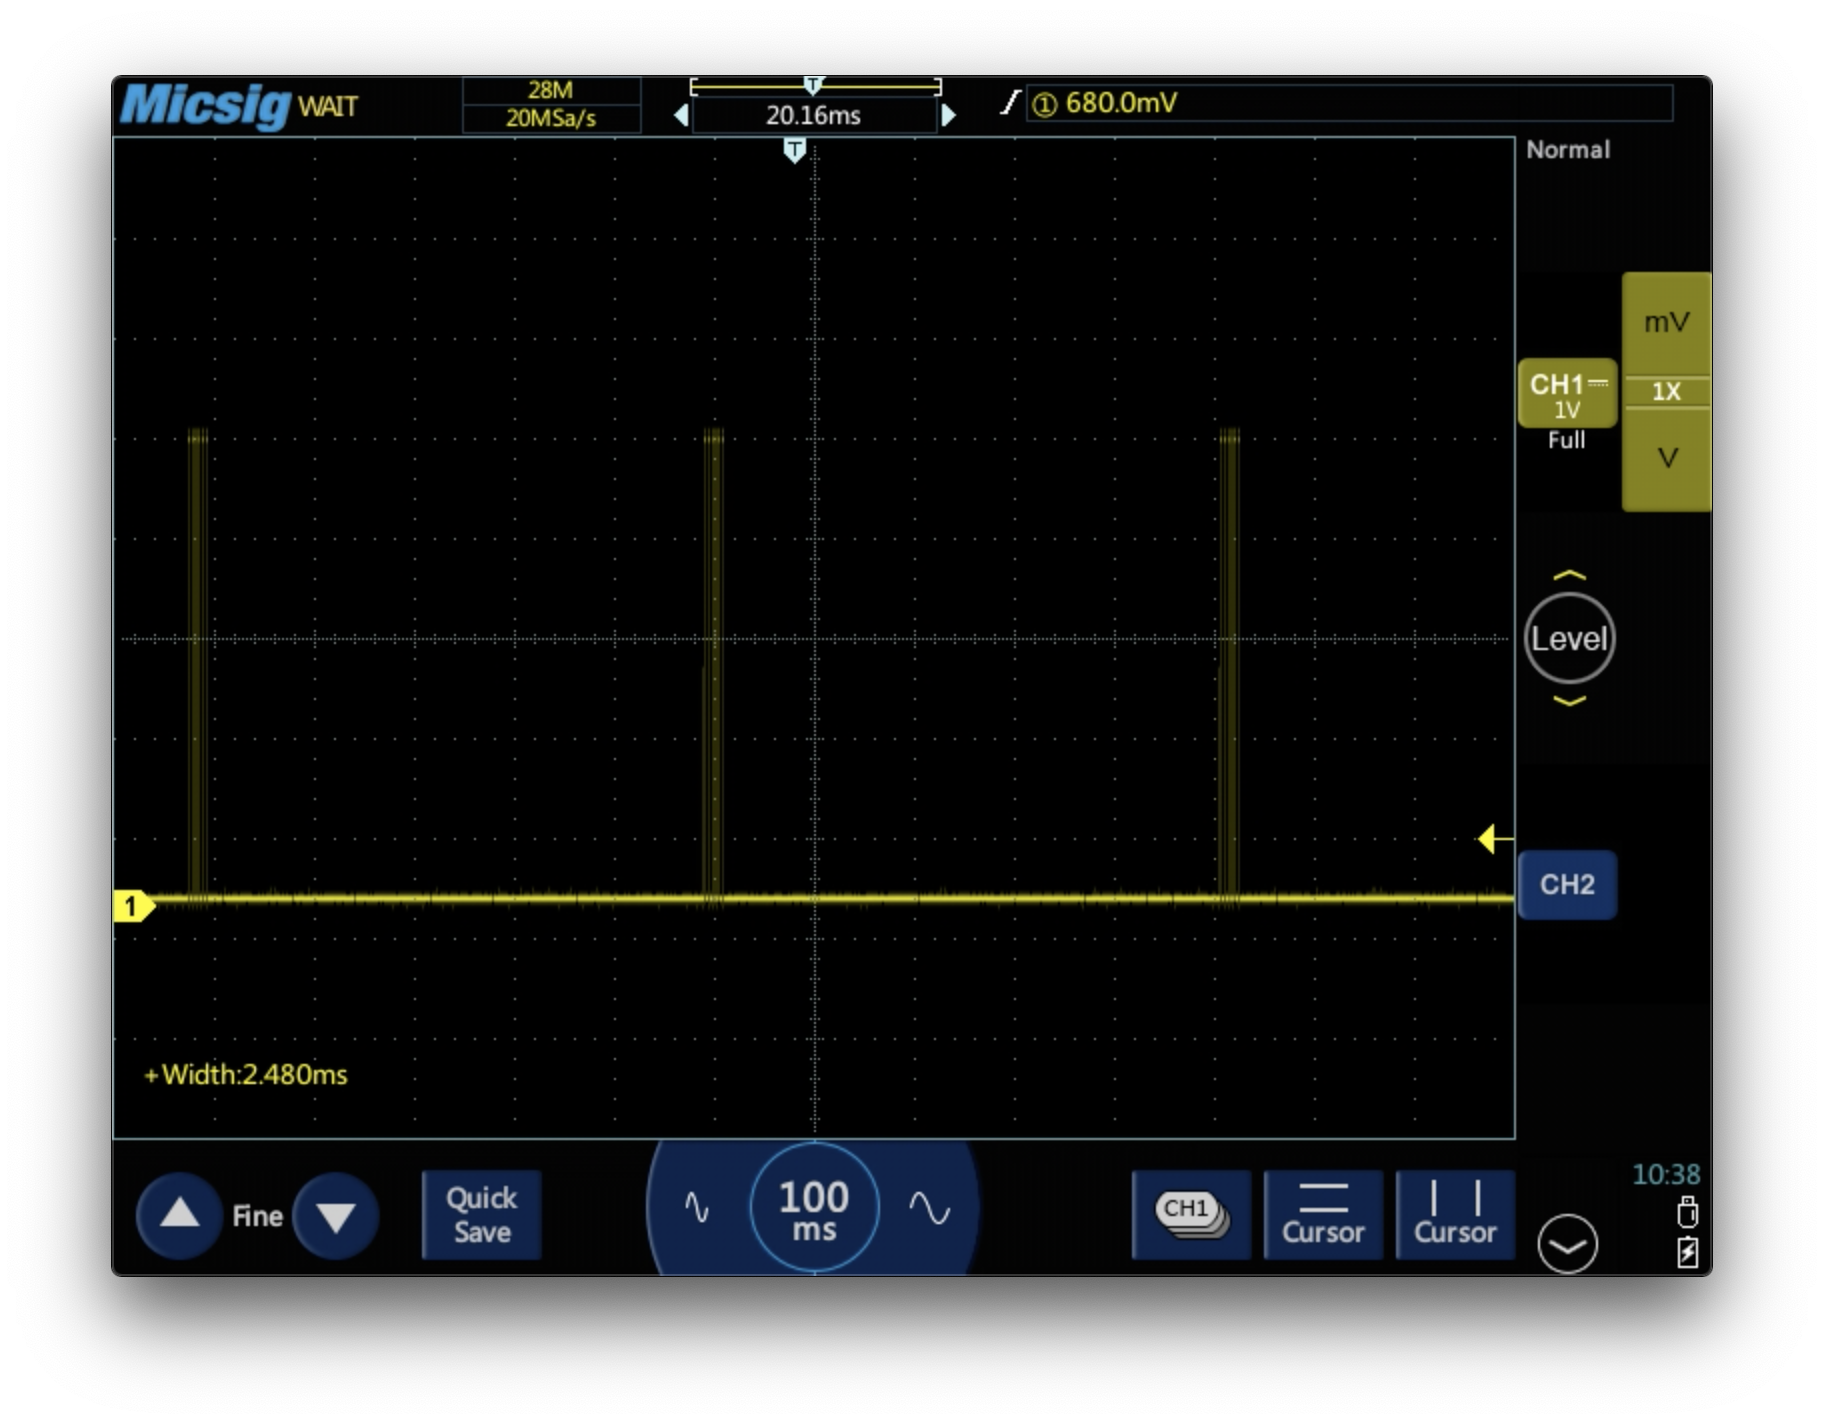 Micsig WAIT
28M
20MSa/s
T
20.16ms
① 680.0mV
T
Normal
mV
CH1
1V
1X
Full
V
Level
CH2
1
+Width:2.480ms
Fine
Quick
Save
100
ms
CH1
Cursor
Cursor
10:38